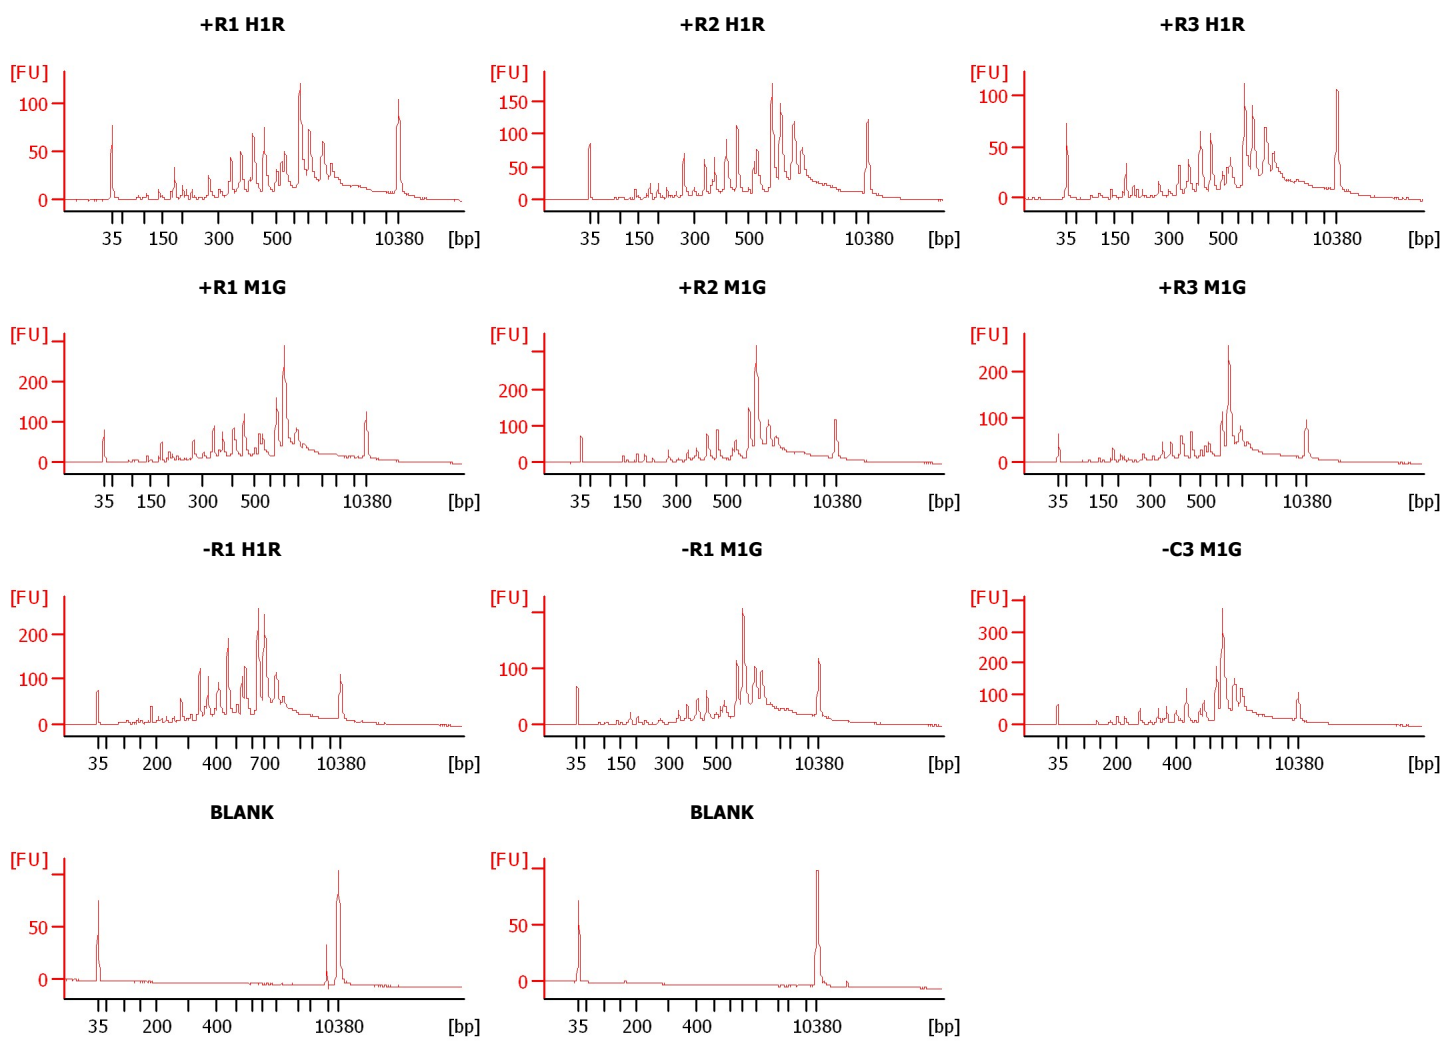 +R1 H1R
+R2 H1R
+R3 H1R
[FU]
100
50
0
35 150 300 500 10380 [bp]
[FU]
150
100
50
0
35 150 300 500 10380 [bp]
[FU]
100
50
0
35 150 300 500 10380 [bp]
+R1 M1G
+R2 M1G
+R3 M1G
[FU]
200
100
0
35 150 300 500 10380 [bp]
[FU]
200
100
0
35 150 300 500 10380 [bp]
[FU]
200
100
0
35 150 300 500 10380 [bp]
-R1 H1R
-R1 M1G
-C3 M1G
[FU]
200
100
0
35 200 400 700 10380 [bp]
[FU]
100
0
35 150 300 500 10380 [bp]
[FU]
300
200
100
0
35 200 400 10380 [bp]
BLANK
BLANK
[FU]
50
0
35 200 400 10380 [bp]
[FU]
50
0
35 200 400 10380 [bp]